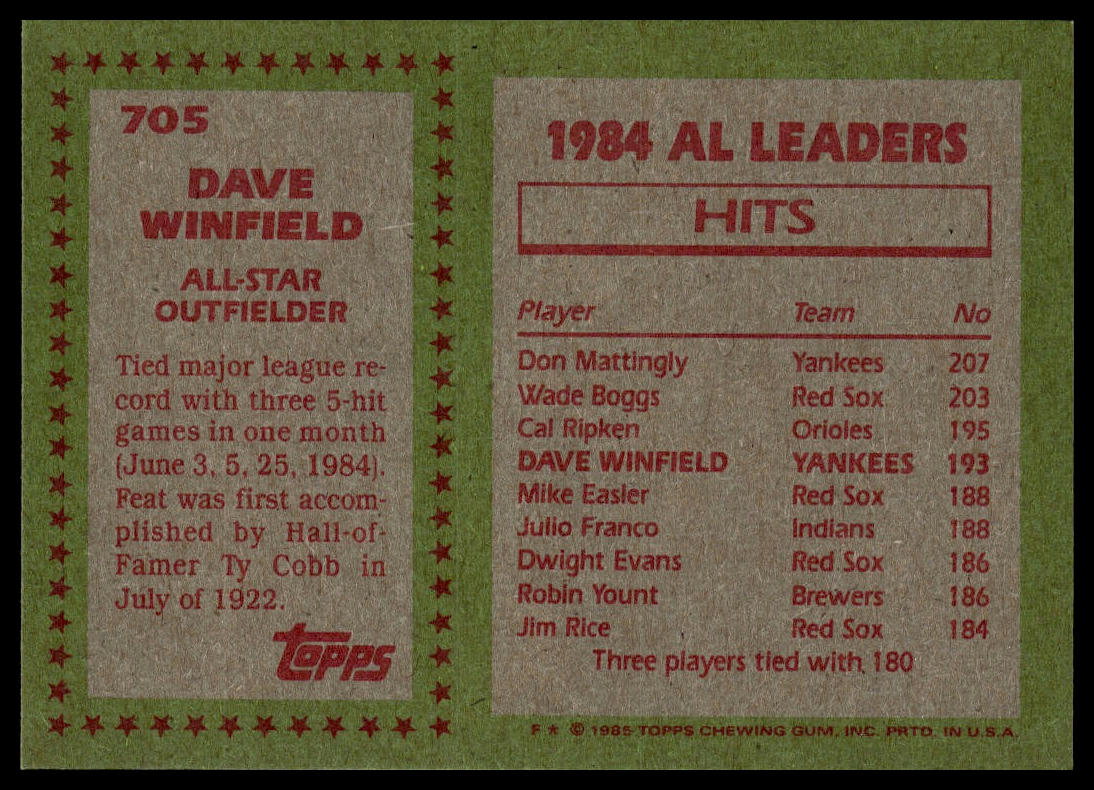 705
DAVE
WINFIELD
ALL-STAR
OUTFIELDER
Tied major league re-
cord with three 5-hit
games in one month
(June 3, 5, 25, 1984).
Feat was first accom-
plished by Hall-of-
Famer Ty Cobb in
July of 1922.
topps
1984 AL LEADERS
HITS
Player Team No
Don Mattingly Yankees 207
Wade Boggs Red Sox 203
Cal Ripken Orioles 195
DAVE WINFIELD YANKEES 193
Mike Easler Red Sox 188
Julio Franco Indians 188
Dwight Evans Red Sox 186
Robin Yount Brewers 186
Jim Rice Red Sox 184
Three players tied with 180
F * © 1985 TOPPS CHEWING GUM, INC. PRTD. IN U.S.A.